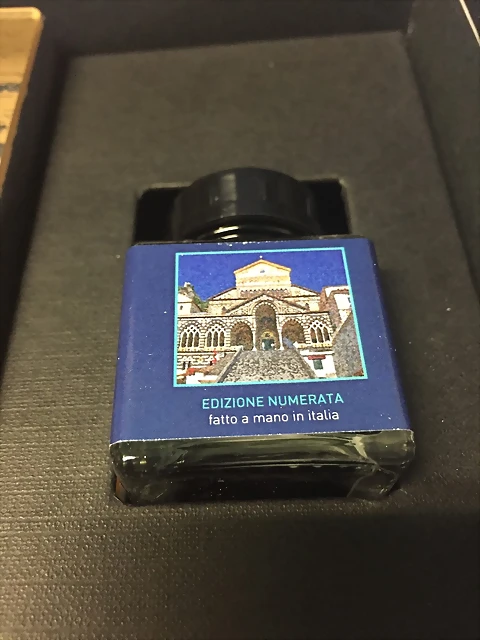 EDIZIONE NUMERATA
fatto a mano in italia